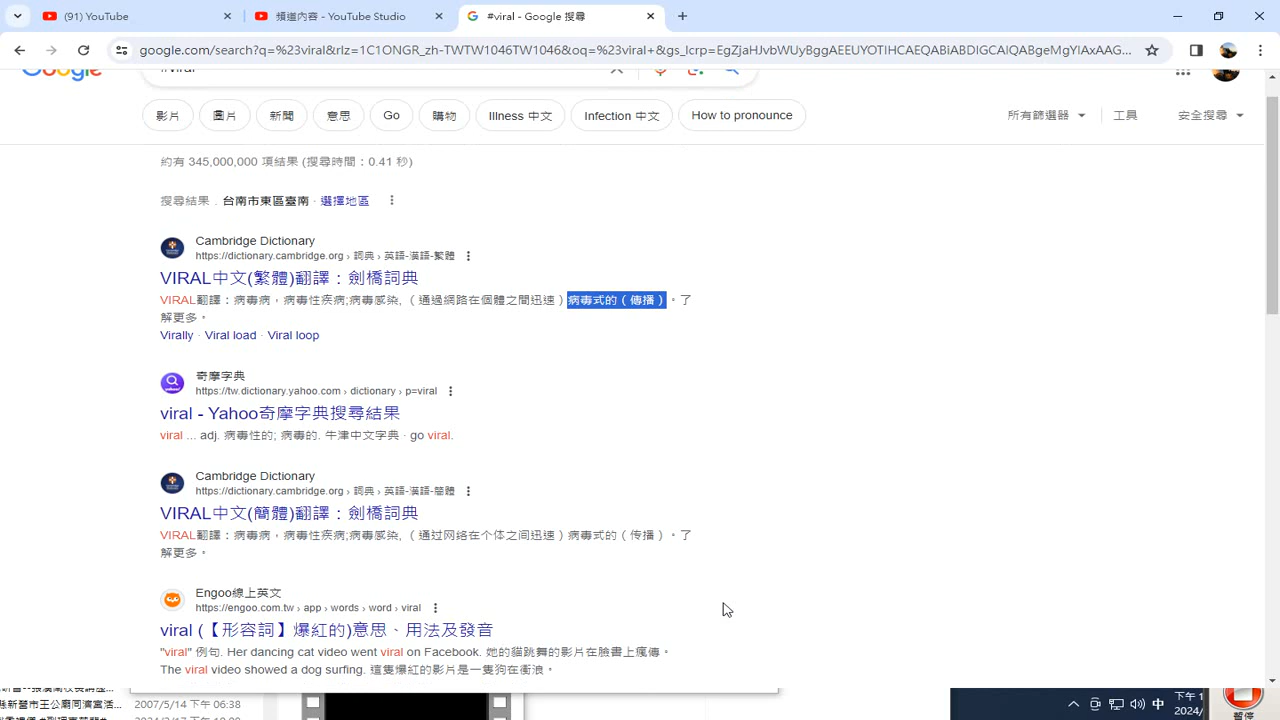 (91) YouTube
頻道內容 - YouTube Studio
#viral - Google 搜尋
google.com/search?q=%23viral&rlz=1C1ONGR_zh-TWTW1046TW1046&oq=%23viral+&gs_lcrp=EgZjaHJvbWUyBggAEEUYOTIHCAEQABiABDIGCAIQABgeMgYIAxAAG...
影片
圖片
新聞
意思
Go
購物
Illness 中文
Infection 中文
How to pronounce
所有篩選器
工具
安全搜尋
約有 345,000,000 項結果 (搜尋時間：0.41 秒)
搜尋結果．台南市東區臺南 · 選擇地區
Cambridge Dictionary
https://dictionary.cambridge.org › 詞典 › 英語-漢語-繁體
VIRAL中文(繁體)翻譯：劍橋詞典
VIRAL翻譯：病毒病，病毒性疾病;病毒感染, （通過網路在個體之間迅速）病毒式的（傳播）。了
解更多。
Virally · Viral load · Viral loop
奇摩字典
https://tw.dictionary.yahoo.com › dictionary › p=viral
viral - Yahoo奇摩字典搜尋結果
viral ... adj. 病毒性的; 病毒的. 牛津中文字典 · go viral.
Cambridge Dictionary
https://dictionary.cambridge.org › 詞典 › 英語-漢語-簡體
VIRAL中文(簡體)翻譯：劍橋詞典
VIRAL翻譯：病毒病，病毒性疾病;病毒感染, （通过网络在个体之间迅速）病毒式的（传播）。了
解更多。
Engoo線上英文
https://engoo.com.tw › app › words › word › viral
viral (【形容詞】爆紅的)意思、用法及發音
"viral" 例句. Her dancing cat video went viral on Facebook. 她的貓跳舞的影片在臉書上瘋傳。
The viral video showed a dog surfing. 這隻爆紅的影片是一隻狗在衝浪。
2007/5/14 下午 06:38
中
下午 1
2024/
暫停